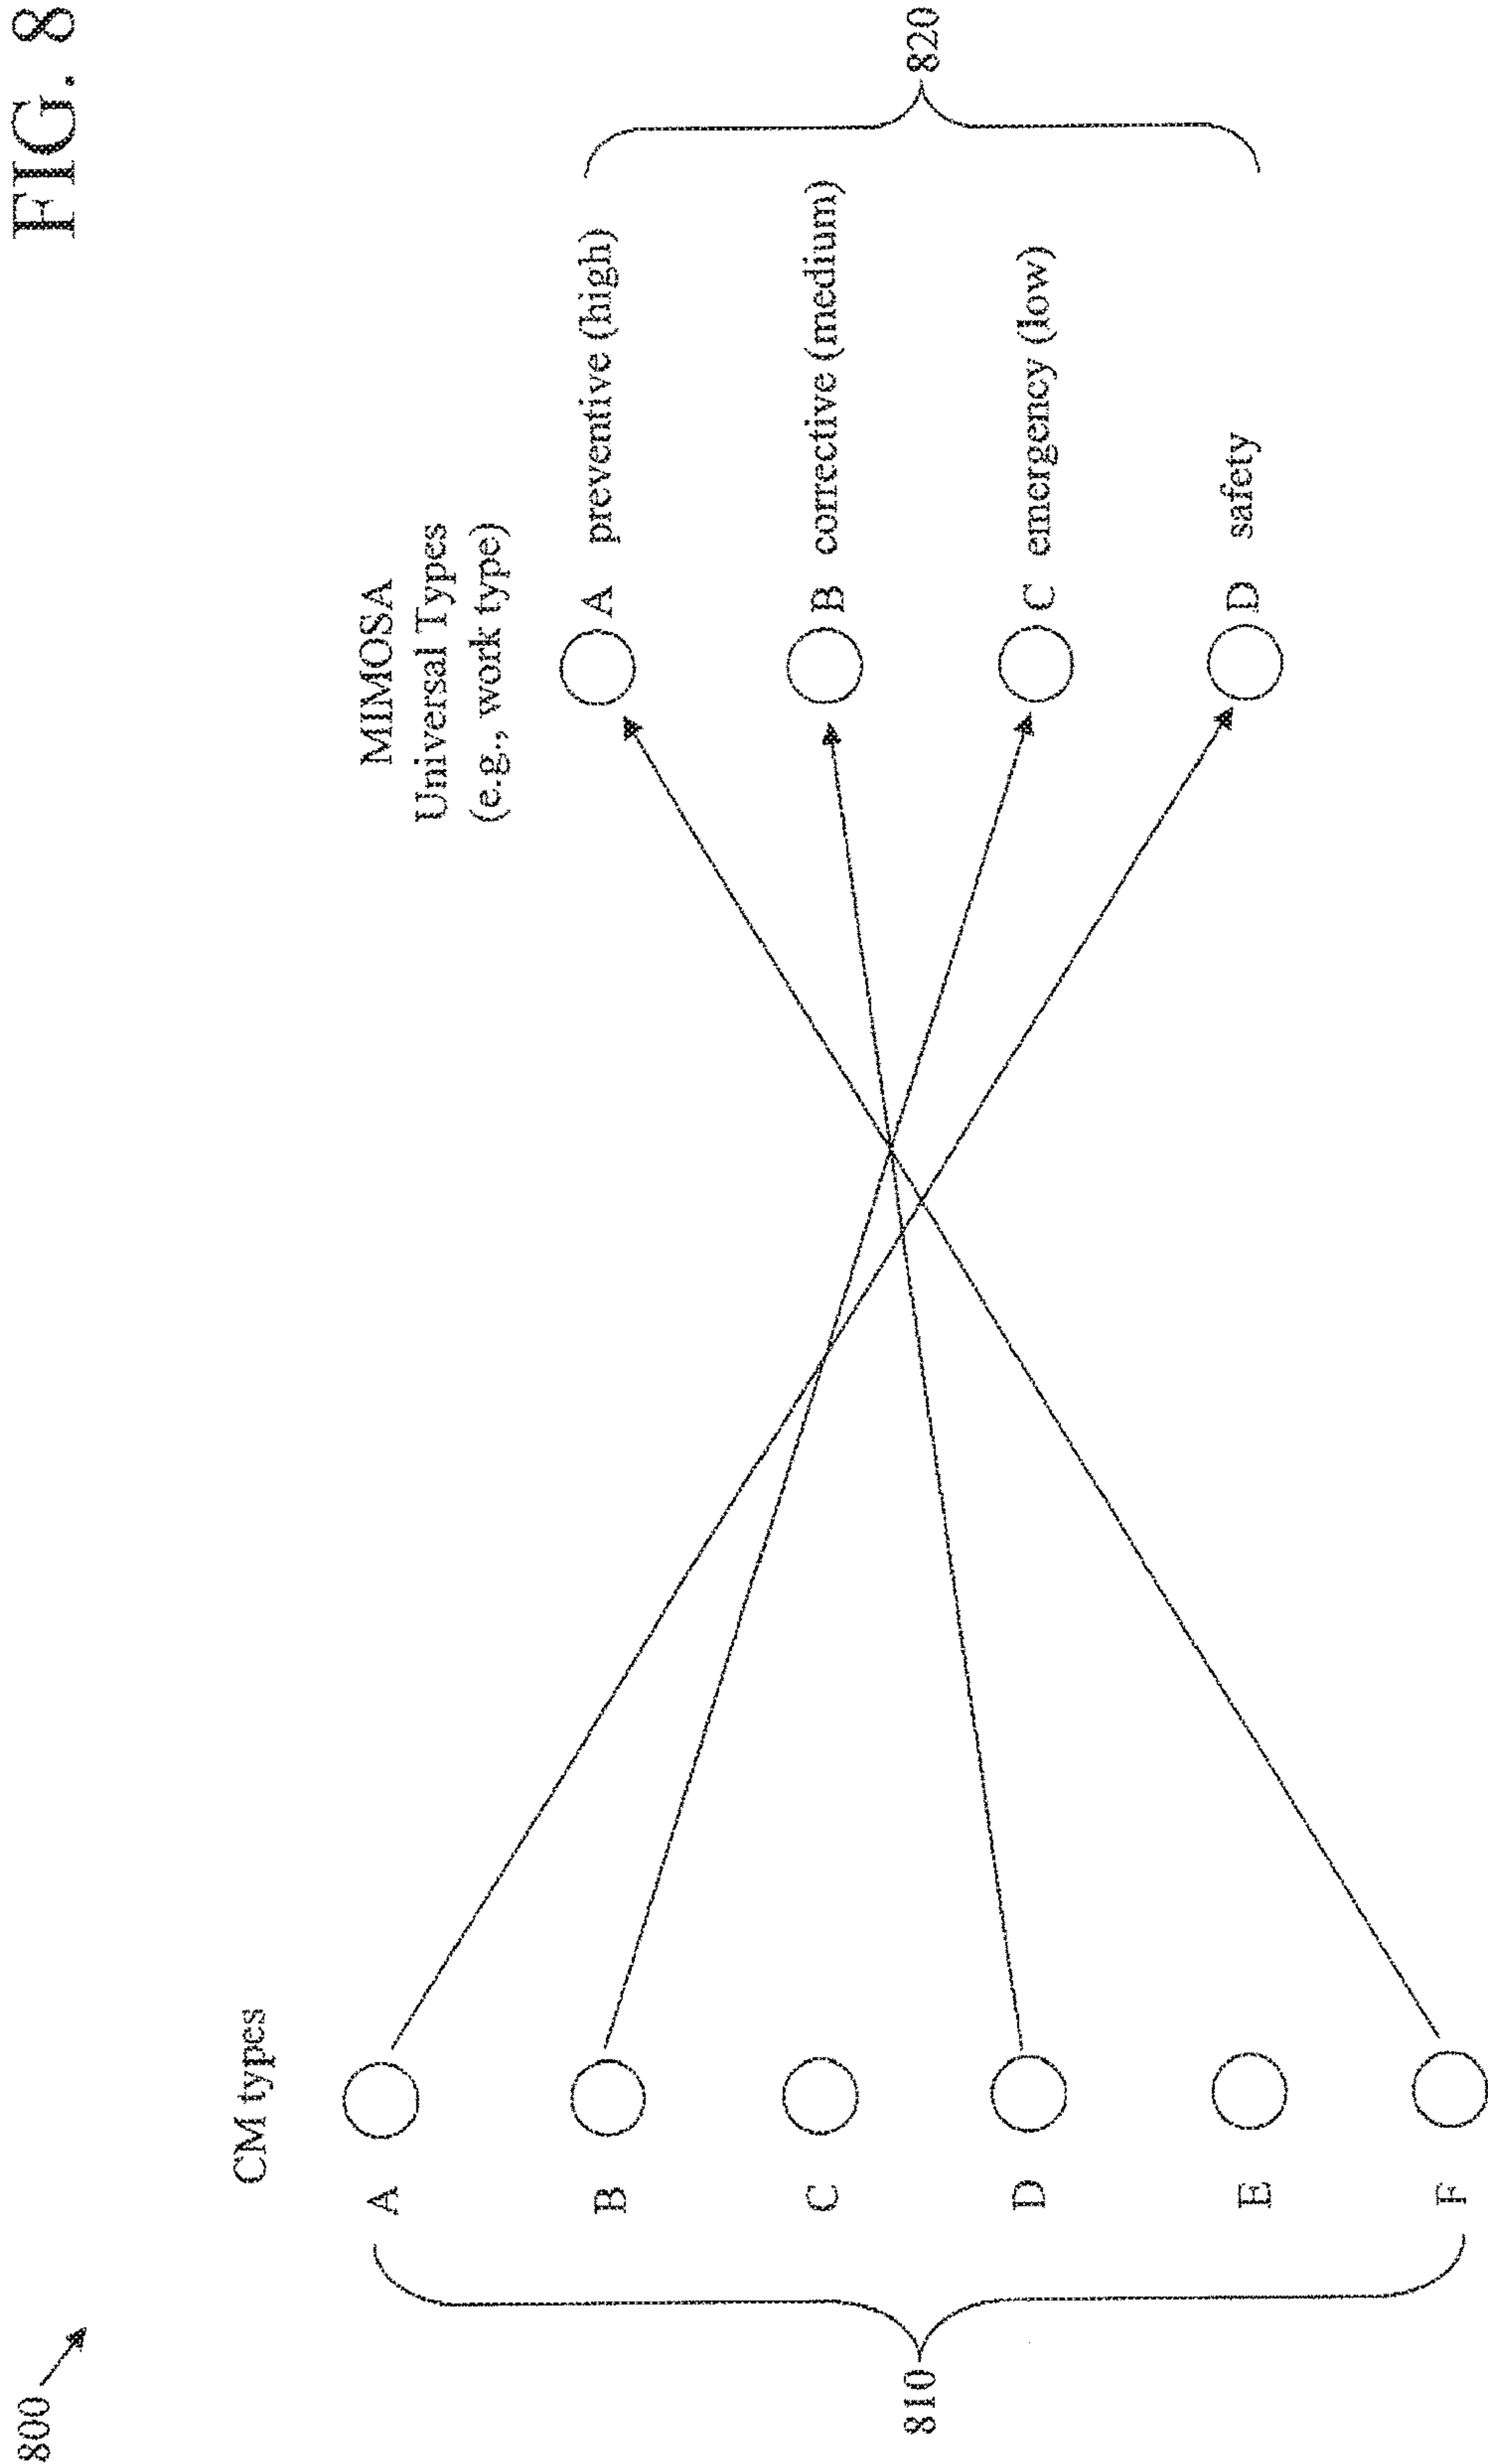 FIG. 8
800
CM types
MIMOSA
Universal Types
(e.g., work type)
A
B
C
D
E
F
A preventive (high)
B corrective (medium)
C emergency (low)
D safety
810
820